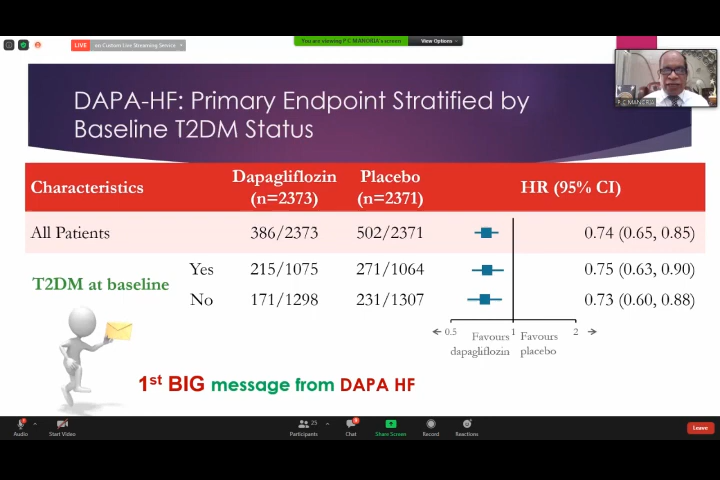 LIVE on Custom Live Streaming Service
You are viewing P C MANORIA's screen View Options
P C MANORIA
DAPA-HF: Primary Endpoint Stratified by
Baseline T2DM Status
Characteristics Dapagliflozin (n=2373) Placebo (n=2371) HR (95% CI)
All Patients 386/2373 502/2371 0.74 (0.65, 0.85)
T2DM at baseline
Yes 215/1075 271/1064 0.75 (0.63, 0.90)
No 171/1298 231/1307 0.73 (0.60, 0.88)
0.5 1 2
Favours dapagliflozin
Favours placebo
1st BIG message from DAPA HF
Audio Start Video Participants 25 Chat Share Screen Record Reactions Leave